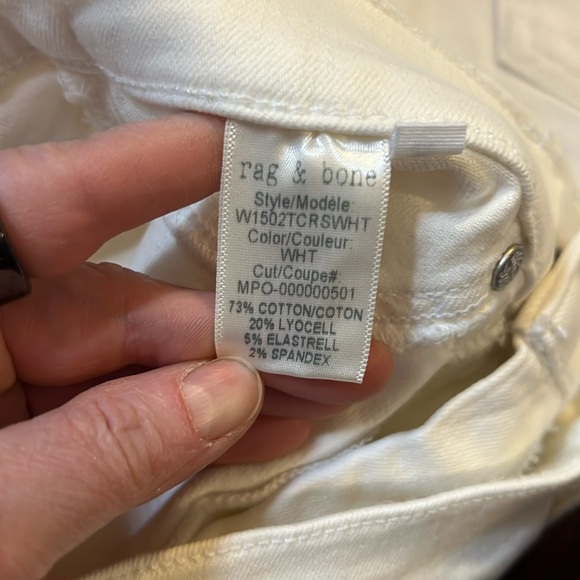 rag & bone
Style/Modèle
W1502TCRSWHT
Color/Couleur:
WHT
Cut/Coupe#:
MPO-000000501
73% COTTON/COTON
20% LYOCELL
5% ELASTRELL
2% SPANDEX